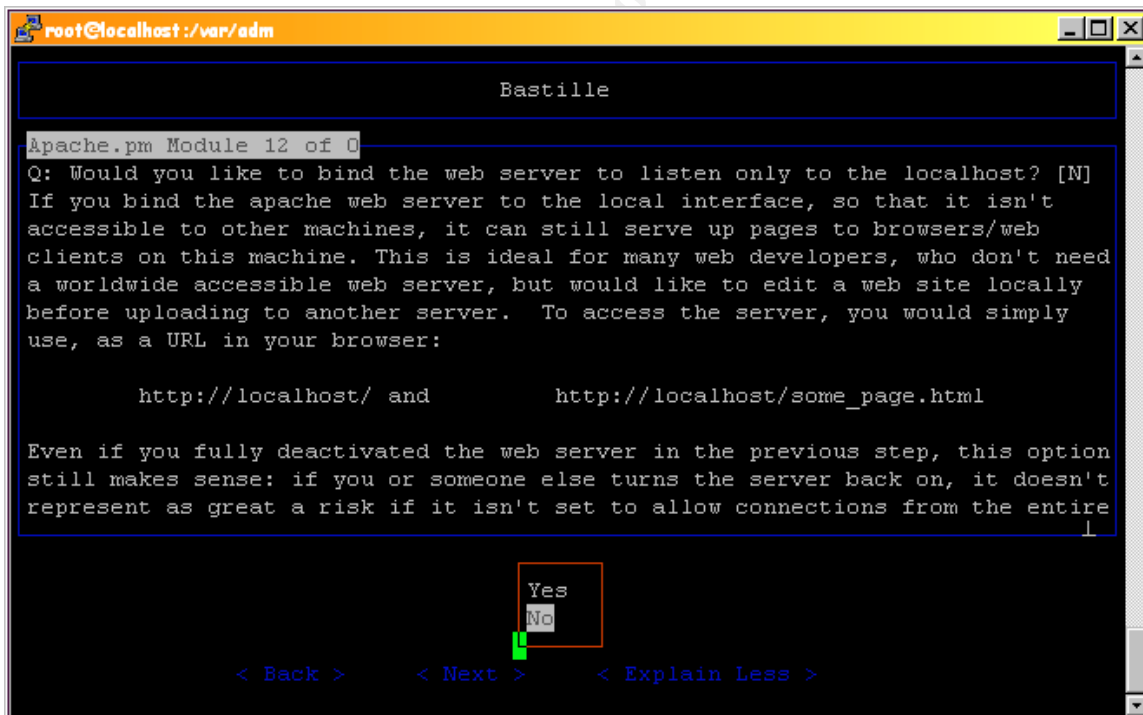 root@localhost:/var/adm
Bastille
Apache.pm Module 12 of O
Q: Would you like to bind the web server to listen only to the localhost? [N]
If you bind the apache web server to the local interface, so that it isn't
accessible to other machines, it can still serve up pages to browsers/web
clients on this machine. This is ideal for many web developers, who don't need
a worldwide accessible web server, but would like to edit a web site locally
before uploading to another server.  To access the server, you would simply
use, as a URL in your browser:
http://localhost/ and          http://localhost/some_page.html
Even if you fully deactivated the web server in the previous step, this option
still makes sense: if you or someone else turns the server back on, it doesn't
represent as great a risk if it isn't set to allow connections from the entire
Yes
No
< Back >     < Next >     < Explain Less >